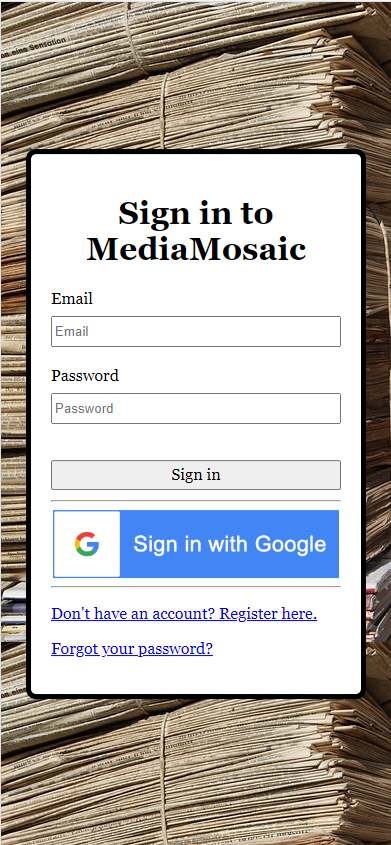 Sign in to
MediaMosaic
Email
Email
Password
Password
Sign in
Sign in with Google
Don't have an account? Register here.
Forgot your password?